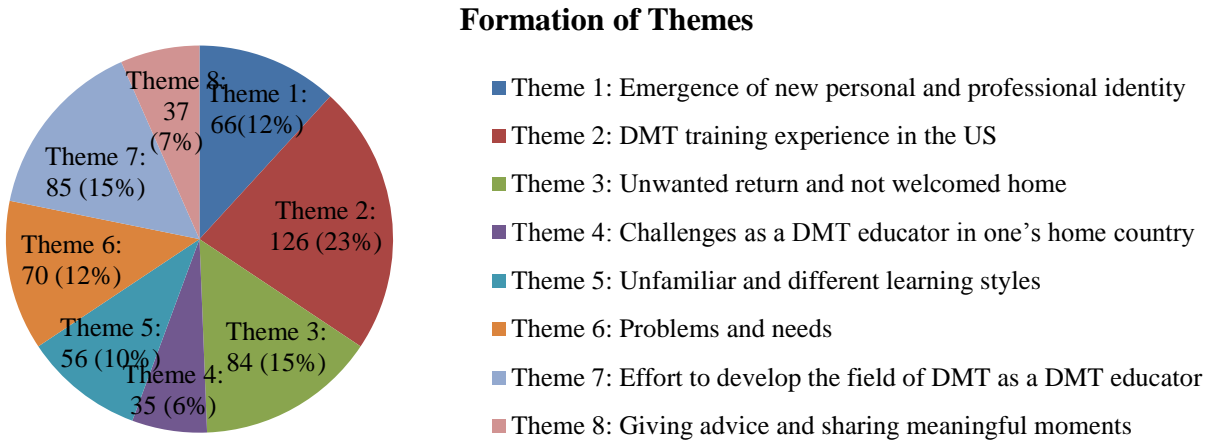 Formation of Themes
Theme 8:
37
(7%)
Theme 1:
66(12%)
Theme 7:
85 (15%)
Theme 2:
126 (23%)
Theme 6:
70 (12%)
Theme 5:
56 (10%)
Theme 4:
35 (6%)
Theme 3:
84 (15%)
Theme 1: Emergence of new personal and professional identity
Theme 2: DMT training experience in the US
Theme 3: Unwanted return and not welcomed home
Theme 4: Challenges as a DMT educator in one’s home country
Theme 5: Unfamiliar and different learning styles
Theme 6: Problems and needs
Theme 7: Effort to develop the field of DMT as a DMT educator
Theme 8: Giving advice and sharing meaningful moments